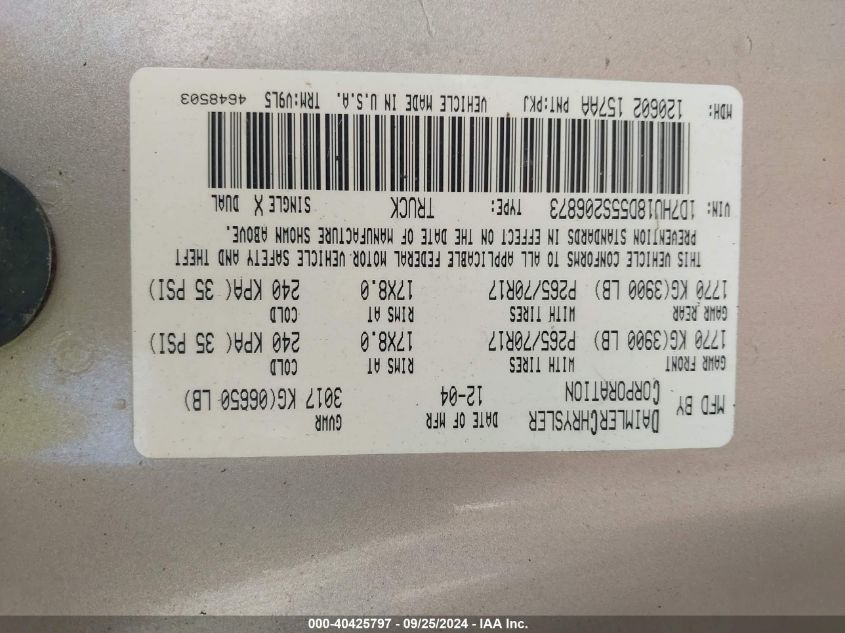 MFD BY DAIMLERCHRYSLER CORPORATION DATE OF MFR 12-04 GVWR 3017 KG(06650 LB)
GAWR FRONT WITH TIRES RIMS AT COLD
1770 KG(3900 LB) P265/70R17 17X8.0 240 KPA( 35 PSI)
GAWR REAR WITH TIRES RIMS AT COLD
1770 KG(3900 LB) P265/70R17 17X8.0 240 KPA( 35 PSI)
THIS VEHICLE CONFORMS TO ALL APPLICABLE FEDERAL MOTOR VEHICLE SAFETY AND THEFT
PREVENTION STANDARDS IN EFFECT ON THE DATE OF MANUFACTURE SHOWN ABOVE.
VIN: 1D7HU18D55S206873 TYPE: TRUCK SINGLE X DUAL
MDH: 120602 157AA PNT:PKJ VEHICLE MADE IN U.S.A. TRM:V9L5 4648503
000-40425797 - 09/25/2024 - IAA Inc.